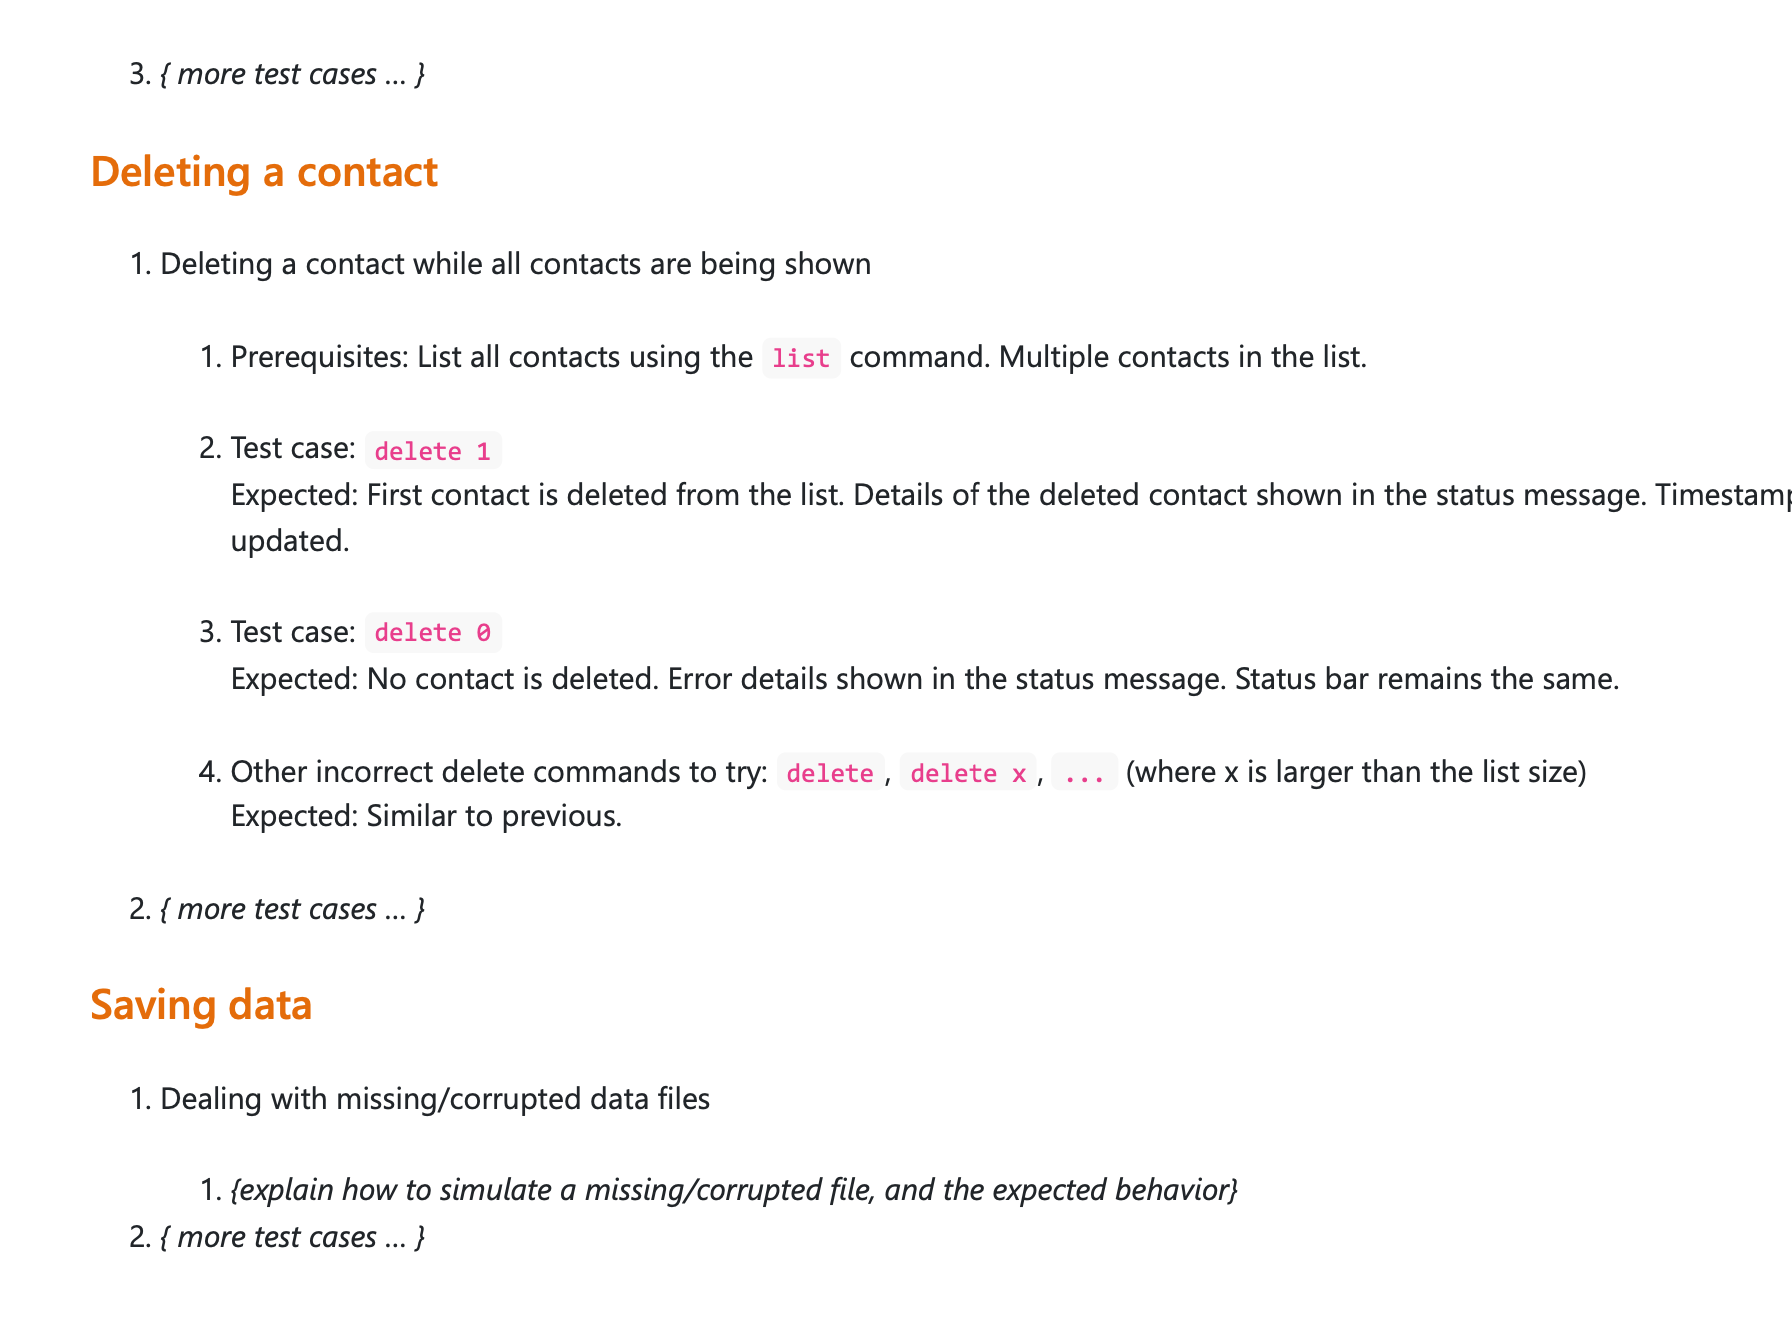 3. { more test cases … }
Deleting a contact
1. Deleting a contact while all contacts are being shown
1. Prerequisites: List all contacts using the list command. Multiple contacts in the list.
2. Test case: delete 1
Expected: First contact is deleted from the list. Details of the deleted contact shown in the status message. Timestamp
updated.
3. Test case: delete 0
Expected: No contact is deleted. Error details shown in the status message. Status bar remains the same.
4. Other incorrect delete commands to try: delete, delete x, ... (where x is larger than the list size)
Expected: Similar to previous.
2. { more test cases … }
Saving data
1. Dealing with missing/corrupted data files
1. {explain how to simulate a missing/corrupted file, and the expected behavior}
2. { more test cases … }